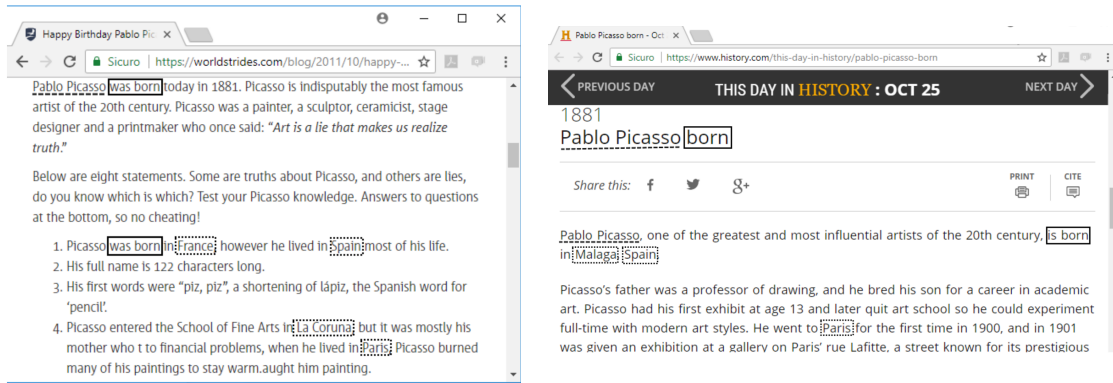 Happy Birthday Pablo Pic
Sicuro | https://worldstrides.com/blog/2011/10/happy-...
Pablo Picasso was born today in 1881. Picasso is indisputably the most famous
artist of the 20th century. Picasso was a painter, a sculptor, ceramicist, stage
designer and a printmaker who once said: “Art is a lie that makes us realize
truth.”
Below are eight statements. Some are truths about Picasso, and others are lies,
do you know which is which? Test your Picasso knowledge. Answers to questions
at the bottom, so no cheating!
1. Picasso was born in France, however he lived in Spain most of his life.
2. His full name is 122 characters long.
3. His first words were “piz, piz”, a shortening of lápiz, the Spanish word for
‘pencil’.
4. Picasso entered the School of Fine Arts in La Coruna, but it was mostly his
mother who t to financial problems, when he lived in Paris, Picasso burned
many of his paintings to stay warm.aught him painting.
Pablo Picasso born - Oct
Sicuro | https://www.history.com/this-day-in-history/pablo-picasso-born
PREVIOUS DAY THIS DAY IN HISTORY : OCT 25 NEXT DAY
1881
Pablo Picasso born
Share this: f g+ PRINT CITE
Pablo Picasso, one of the greatest and most influential artists of the 20th century, is born
in Malaga, Spain.
Picasso’s father was a professor of drawing, and he bred his son for a career in academic
art. Picasso had his first exhibit at age 13 and later quit art school so he could experiment
full-time with modern art styles. He went to Paris for the first time in 1900, and in 1901
was given an exhibition at a gallery on Paris’ rue Lafitte, a street known for its prestigious